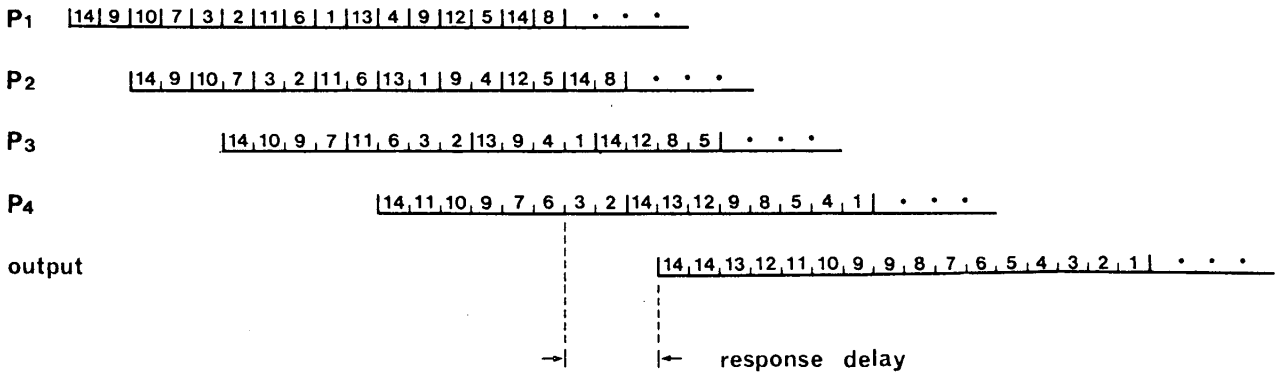 P1 |14|9|10|7|3|2|11|6|1|13|4|9|12|5|14|8| · · ·
P2 |14,9|10,7|3,2|11,6|13,1|9,4|12,5|14,8| · · ·
P3 |14,10,9,7|11,6,3,2|13,9,4,1|14,12,8,5| · · ·
P4 |14,11,10,9,7,6,3,2|14,13,12,9,8,5,4,1| · · ·
output |14,14,13,12,11,10,9,9,8,7,6,5,4,3,2,1| · · ·
response delay